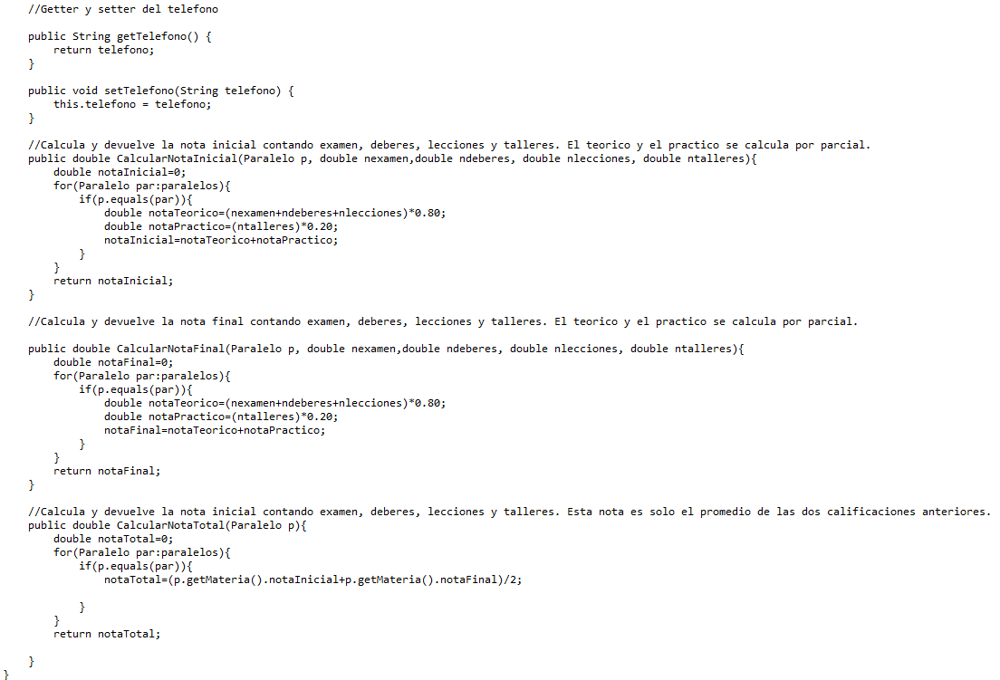 //Getter y setter del telefono
public String getTelefono() {
return telefono;
}
public void setTelefono(String telefono) {
this.telefono = telefono;
}
//Calcula y devuelve la nota inicial contando examen, deberes, lecciones y talleres. El teorico y el practico se calcula por parcial.
public double CalcularNotaInicial(Paralelo p, double nexamen,double ndeberes, double nlecciones, double ntalleres){
double notaInicial=0;
for(Paralelo par:paralelos){
if(p.equals(par)){
double notaTeorico=(nexamen+ndeberes+nlecciones)*0.80;
double notaPractico=(ntalleres)*0.20;
notaInicial=notaTeorico+notaPractico;
}
}
return notaInicial;
}
//Calcula y devuelve la nota final contando examen, deberes, lecciones y talleres. El teorico y el practico se calcula por parcial.
public double CalcularNotaFinal(Paralelo p, double nexamen,double ndeberes, double nlecciones, double ntalleres){
double notaFinal=0;
for(Paralelo par:paralelos){
if(p.equals(par)){
double notaTeorico=(nexamen+ndeberes+nlecciones)*0.80;
double notaPractico=(ntalleres)*0.20;
notaFinal=notaTeorico+notaPractico;
}
}
return notaFinal;
}
//Calcula y devuelve la nota inicial contando examen, deberes, lecciones y talleres. Esta nota es solo el promedio de las dos calificaciones anteriores.
public double CalcularNotaTotal(Paralelo p){
double notaTotal=0;
for(Paralelo par:paralelos){
if(p.equals(par)){
notaTotal=(p.getMateria().notaInicial+p.getMateria().notaFinal)/2;
}
}
return notaTotal;
}
}